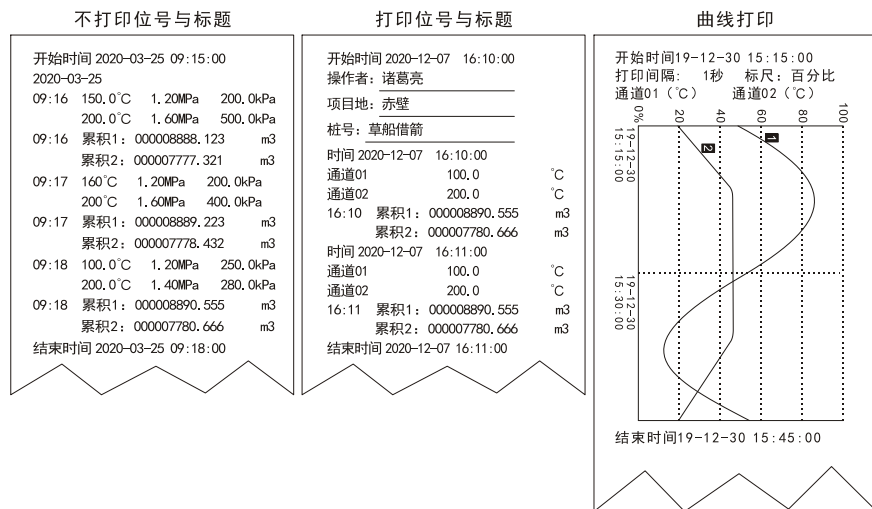 不打印位号与标题
开始时间 2020-03-25 09:15:00
2020-03-25
09:16 150.0℃ 1.20MPa 200.0kPa
200.0℃ 1.60MPa 500.0kPa
09:16 累积1: 000008888.123 m3
累积2: 000007777.321 m3
09:17 160℃ 1.20MPa 200.0kPa
200℃ 1.60MPa 400.0kPa
09:17 累积1: 000008889.223 m3
累积2: 000007778.432 m3
09:18 100.0℃ 1.20MPa 250.0kPa
200.0℃ 1.40MPa 280.0kPa
09:18 累积1: 000008890.555 m3
累积2: 000007780.666 m3
结束时间 2020-03-25 09:18:00
打印位号与标题
开始时间 2020-12-07 16:10:00
操作者: 诸葛亮
项目地: 赤壁
桩号: 草船借箭
时间 2020-12-07 16:10:00
通道01 100.0 ℃
通道02 200.0 ℃
16:10 累积1: 000008890.555 m3
累积2: 000007780.666 m3
时间 2020-12-07 16:11:00
通道01 100.0 ℃
通道02 200.0 ℃
16:11 累积1: 000008890.555 m3
累积2: 000007780.666 m3
结束时间 2020-12-07 16:11:00
曲线打印
开始时间19-12-30 15:15:00
打印间隔: 1秒 标尺: 百分比
通道01（℃） 通道02（℃）
0% 20 40 60 80 100
19-12-30
15:15:00
1
2
19-12-30
15:30:00
结束时间19-12-30 15:45:00